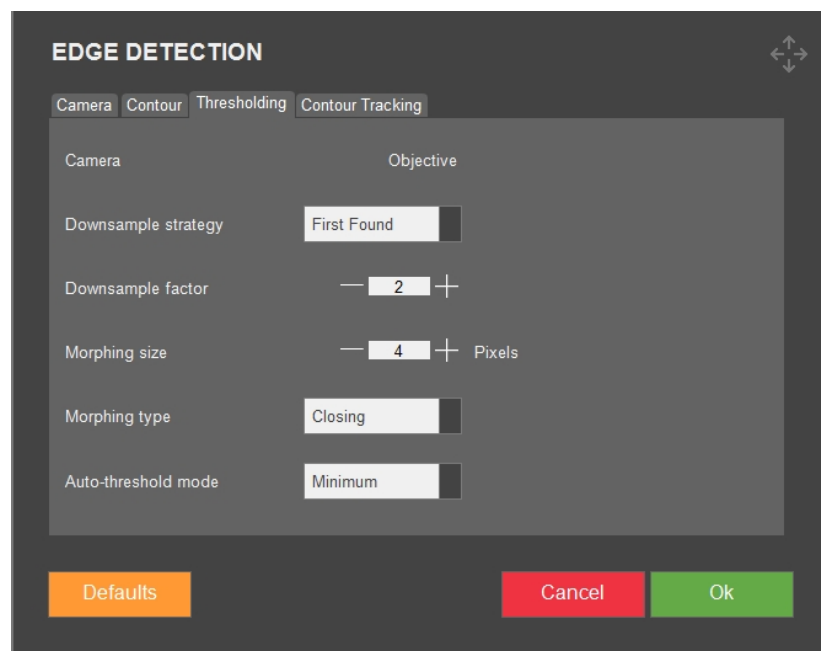 EDGE DETECTION
Camera Contour Thresholding Contour Tracking
Camera Objective
Downsample strategy First Found
Downsample factor 2
Morphing size 4 Pixels
Morphing type Closing
Auto-threshold mode Minimum
Defaults Cancel Ok